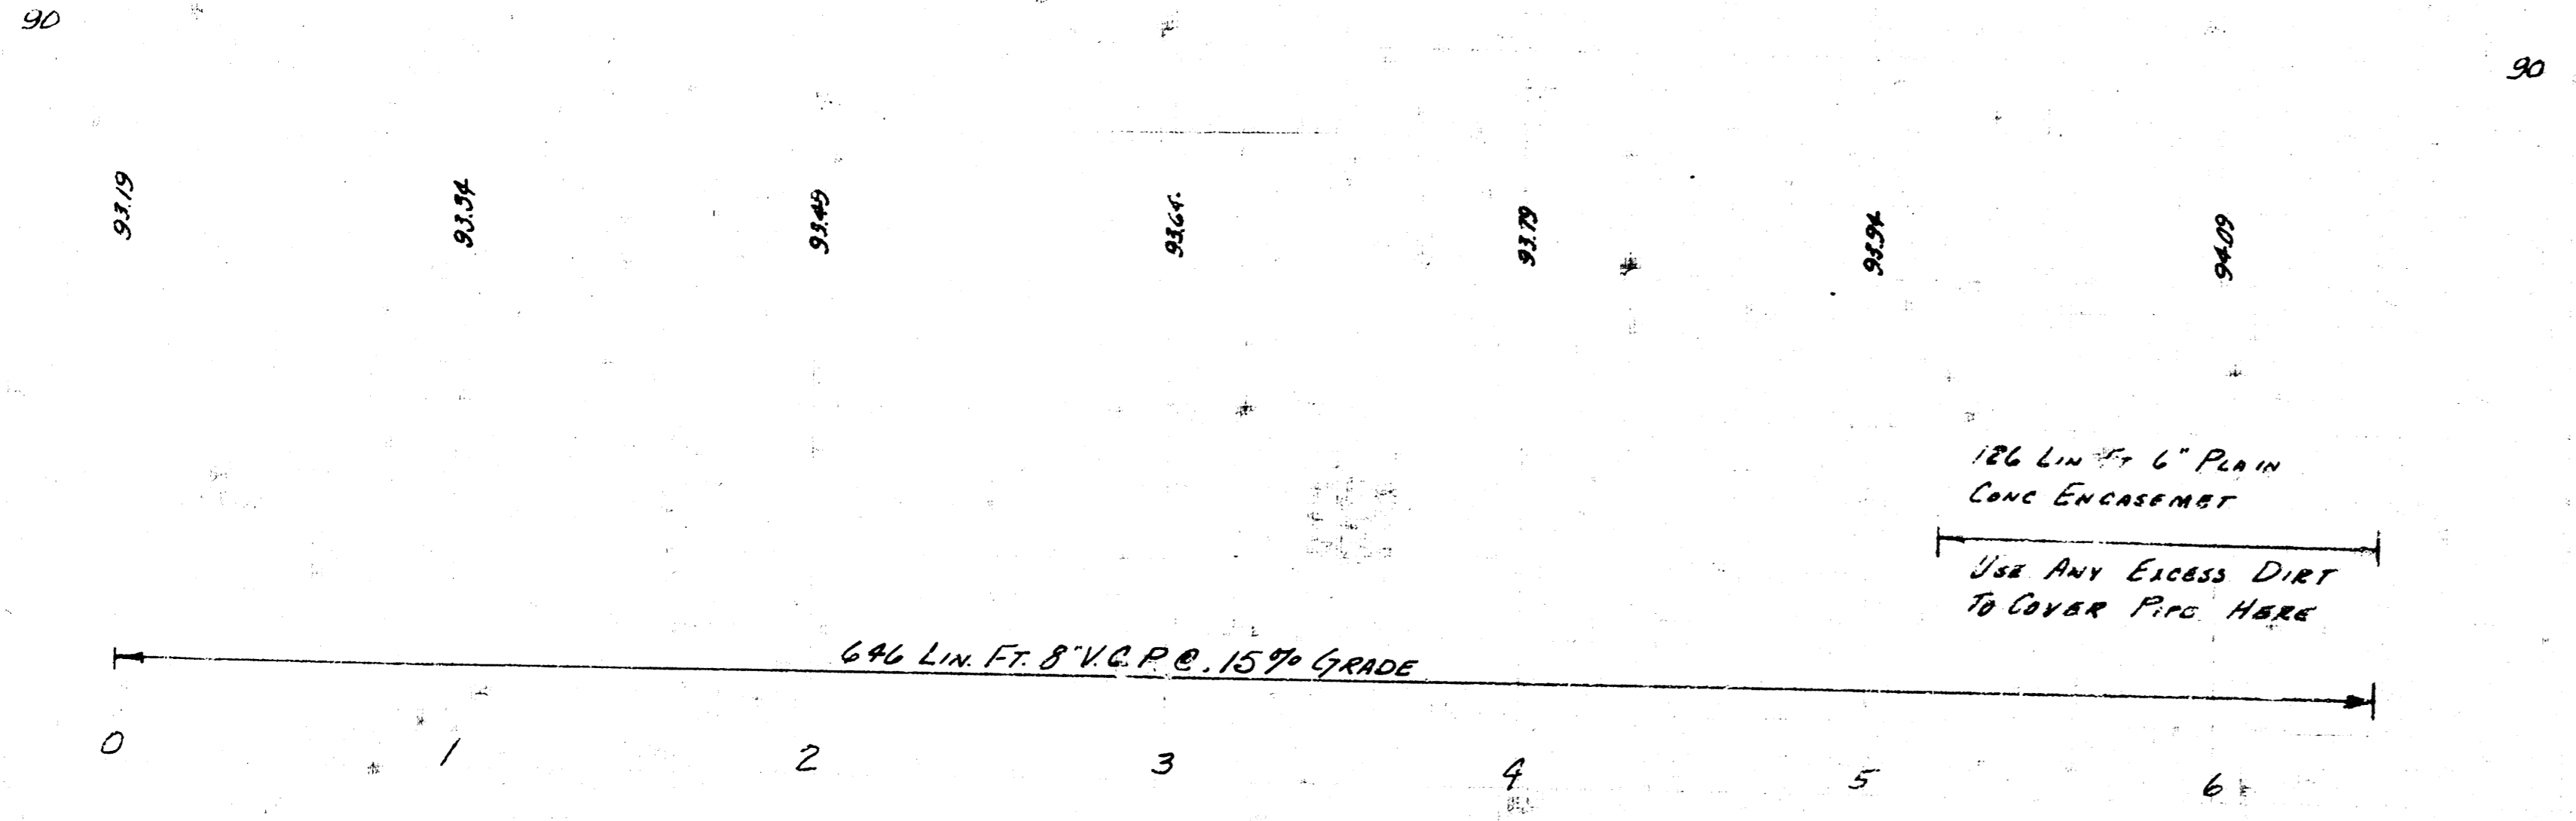 90
90
93.19
93.34
93.49
93.64
93.79
93.94
94.09
126 LIN FT 6" PLAIN
CONC ENCASEMET
USE ANY EXCESS DIRT
TO COVER PIPE HERE
646 LIN. FT. 8" V.C.P. @ .15% GRADE
0 1 2 3 4 5 6